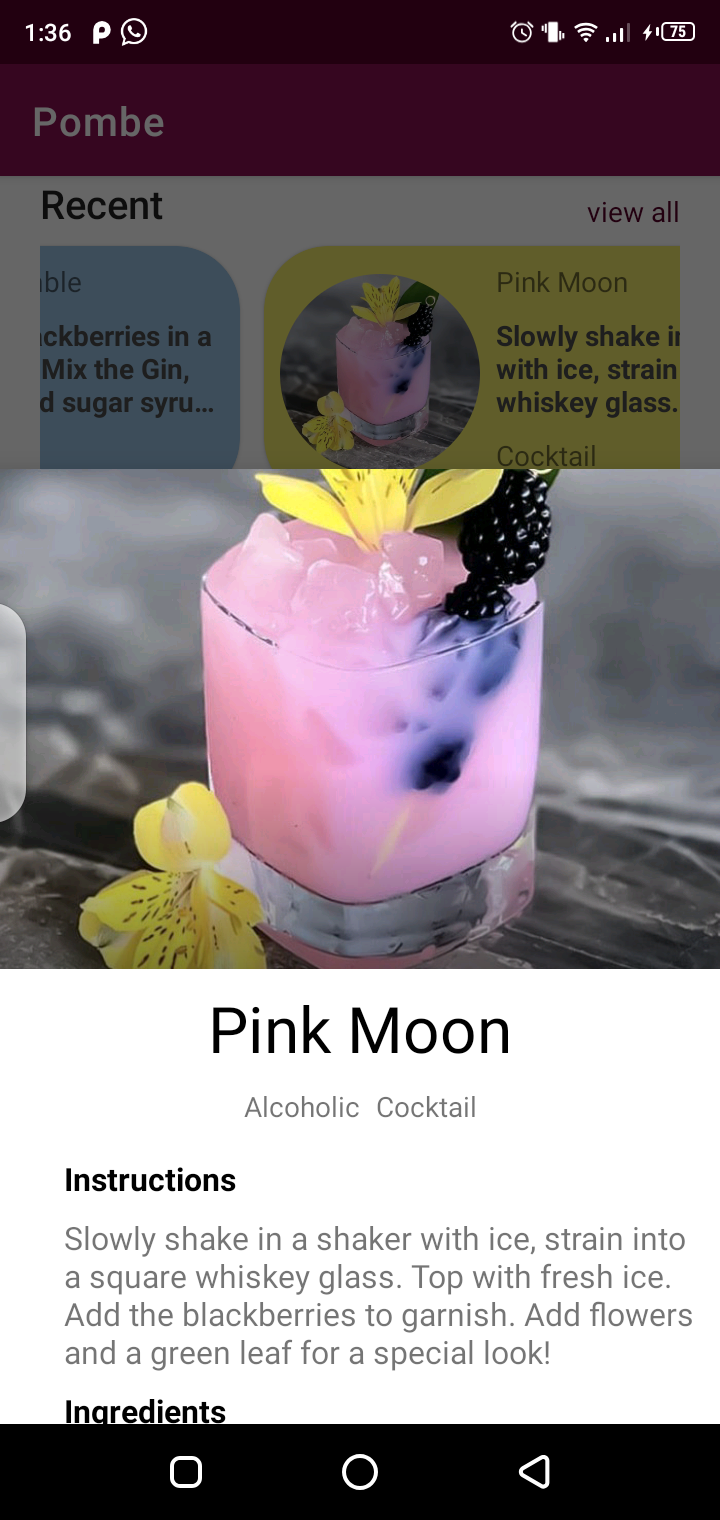 1:36
75
Pombe
Recent
view all
ble
ckberries in a
Mix the Gin,
d sugar syru...
Pink Moon
Slowly shake in
with ice, strain
whiskey glass.
Cocktail
Pink Moon
Alcoholic Cocktail
Instructions
Slowly shake in a shaker with ice, strain into
a square whiskey glass. Top with fresh ice.
Add the blackberries to garnish. Add flowers
and a green leaf for a special look!
Ingredients